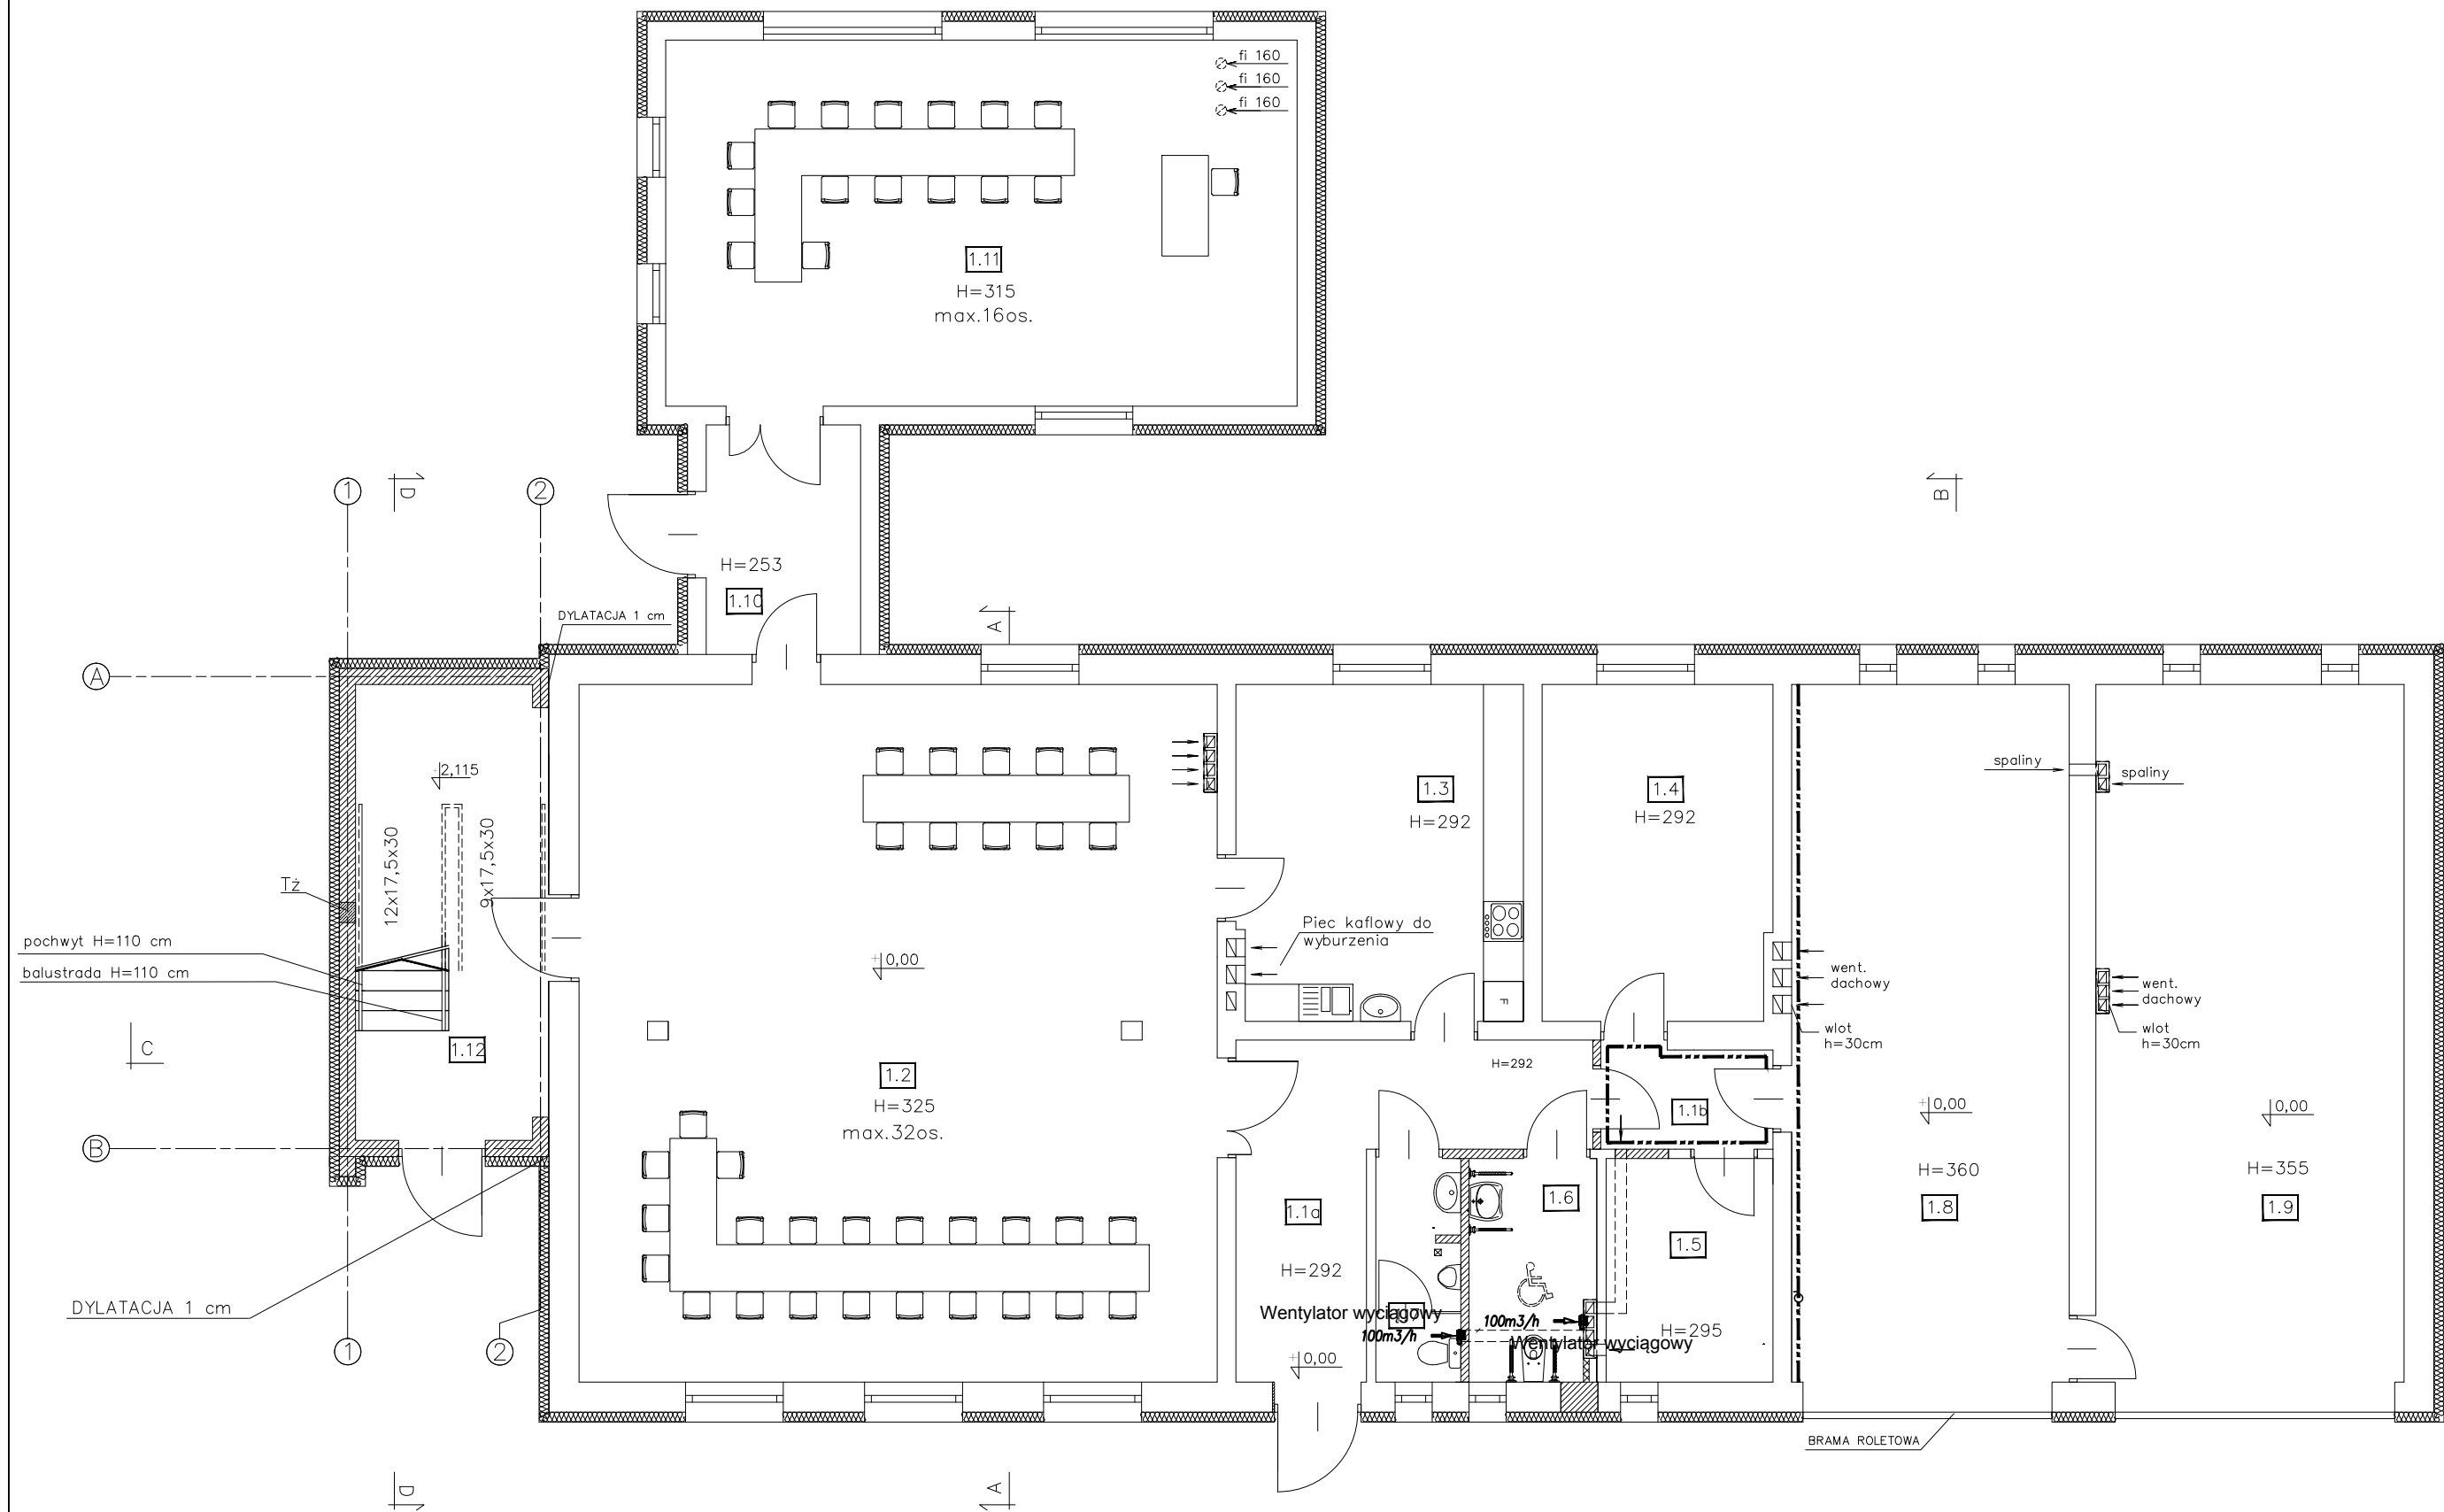 fi 160
fi 160
fi 160
1.11
H=315
max.16os.
1
D
2
B
H=253
1.10
DYLATACJA 1 cm
A
A
+2,115
12x17,5x30
9x17,5x30
Tż
pochwyt H=110 cm
balustrada H=110 cm
C
1.12
B
DYLATACJA 1 cm
1
2
D
A
±0,00
1.2
H=325
max.32os.
1.3
H=292
Piec kaflowy do
wyburzenia
F
1.4
H=292
H=292
1.1b
1.1a
H=292
Wentylator wyciągowy
100m3/h
±0,00
1.6
100m3/h
Wentylator wyciągowy
1.5
H=295
spaliny
spaliny
went.
dachowy
wlot
h=30cm
went.
dachowy
wlot
h=30cm
±0,00
H=360
1.8
±0,00
H=355
1.9
BRAMA ROLETOWA